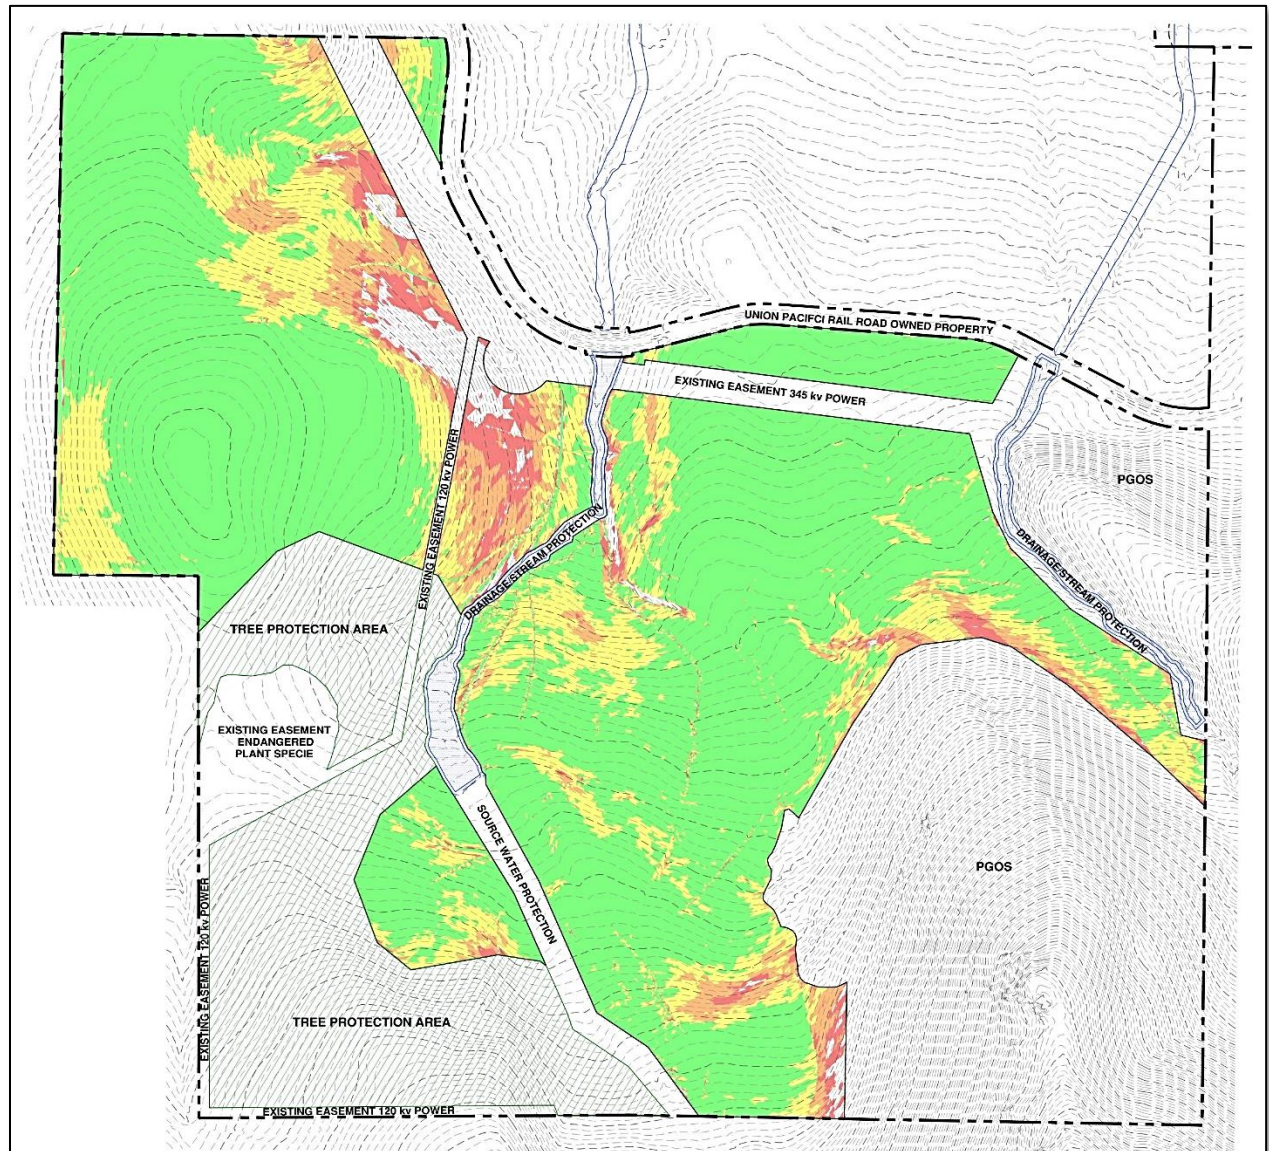 UNION PACIFCI RAIL ROAD OWNED PROPERTY
EXISTING EASEMENT 345 kv POWER
EXISTING EASEMENT 120 kv POWER
PGOS
DRAINAGE/STREAM PROTECTION
DRAINAGE/STREAM PROTECTION
TREE PROTECTION AREA
EXISTING EASEMENT
ENDANGERED
PLANT SPECIE
SOURCE WATER PROTECTION
PGOS
EXISTING EASEMENT 120 kv POWER
TREE PROTECTION AREA
EXISTING EASEMENT 120 kv POWER